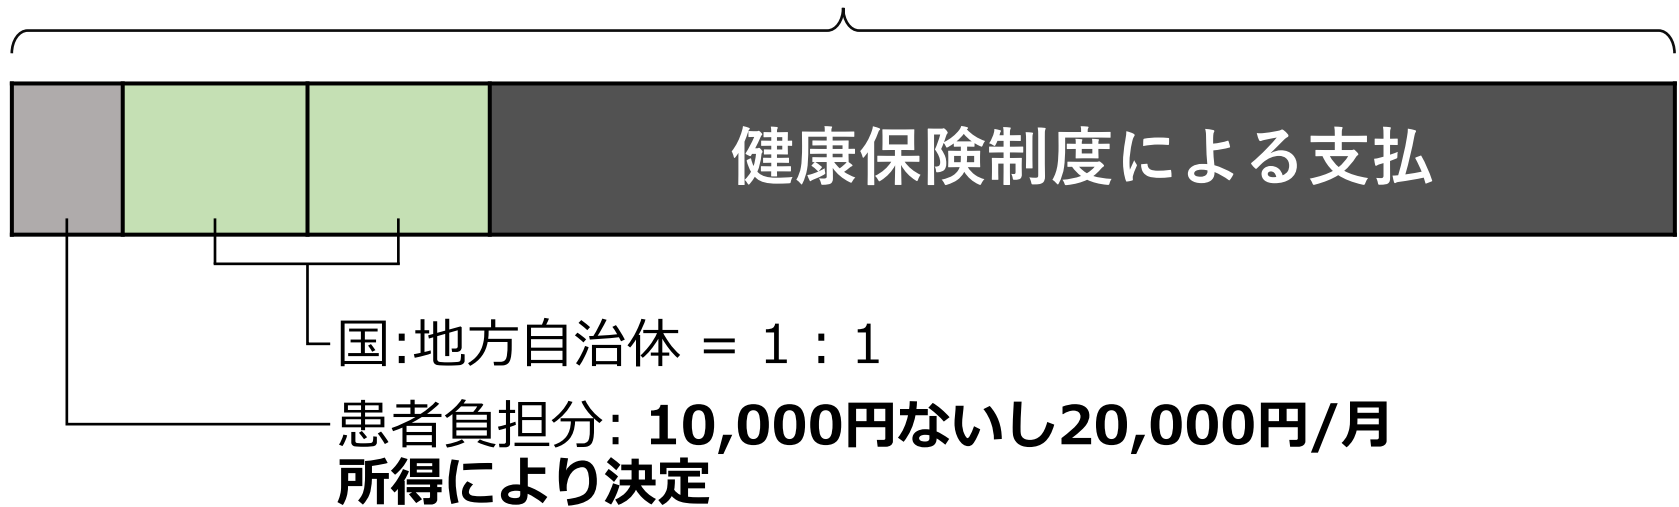 健康保険制度による支払
国:地方自治体 = 1 : 1
患者負担分: 10,000円ないし20,000円/月
所得により決定